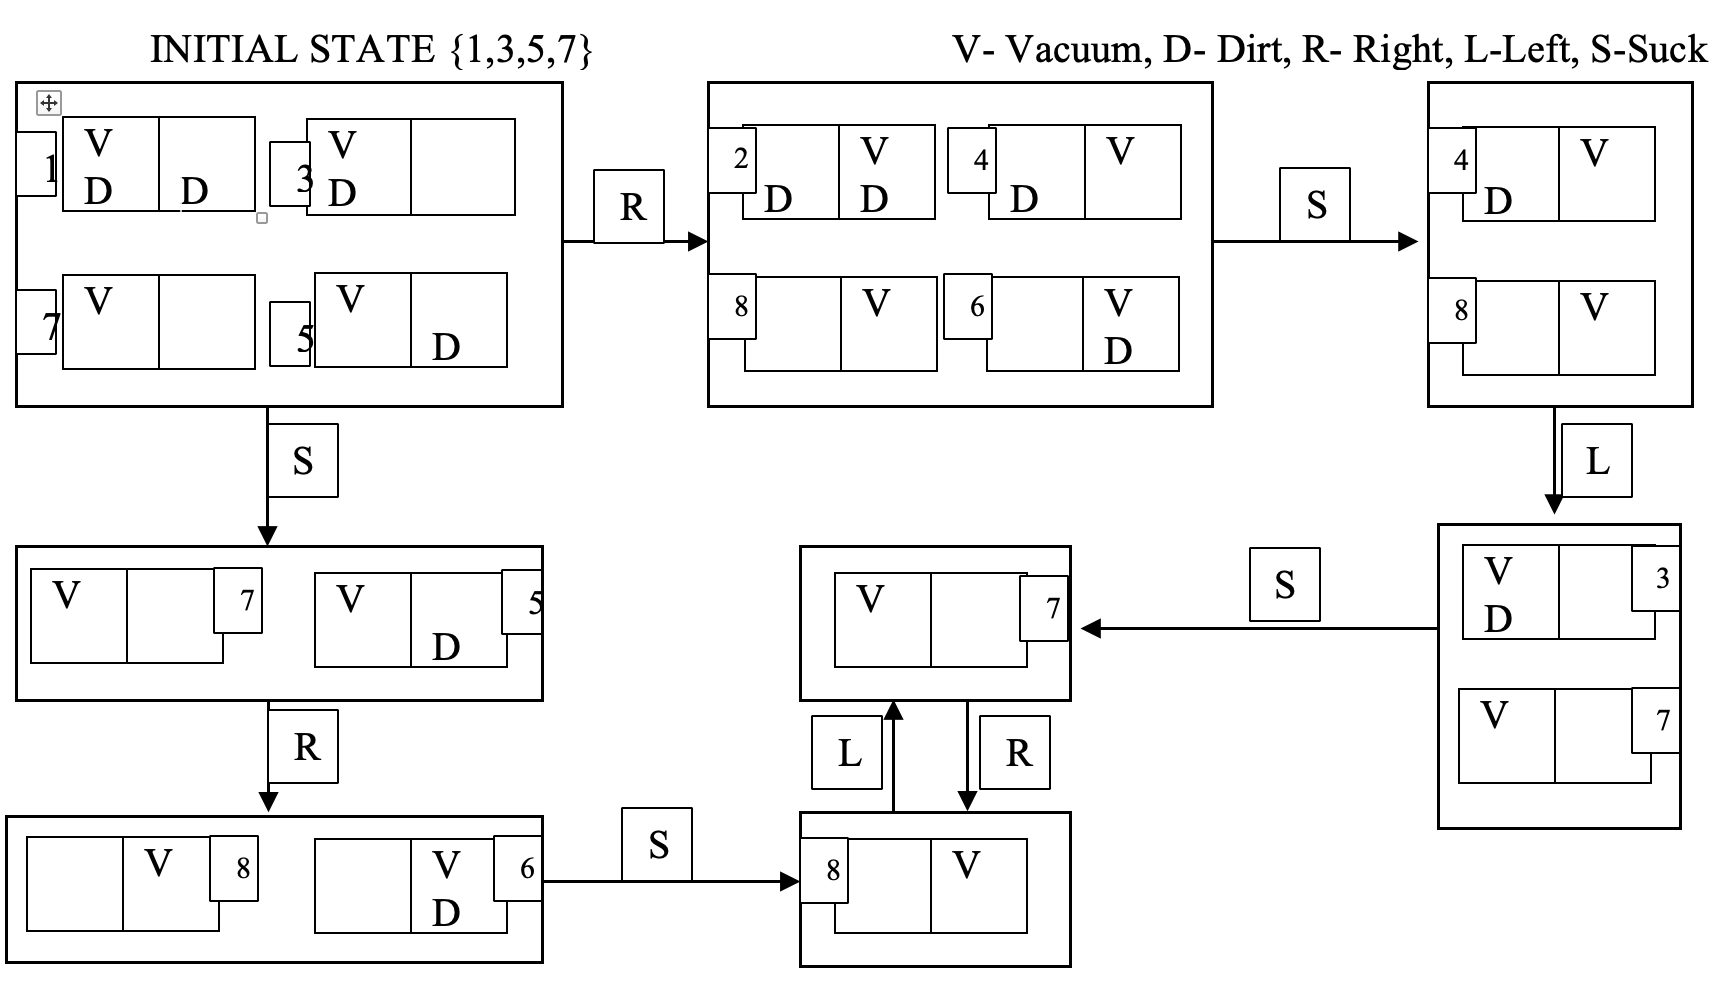 INITIAL STATE {1,3,5,7}
V- Vacuum, D- Dirt, R- Right, L-Left, S-Suck
1
V
D
D
3
V
D
7
V
5
V
D
R
2
D
V
D
4
D
V
8
V
6
V
D
S
4
D
V
8
V
S
L
V
7
V
D
5
V
7
S
V
D
3
V
7
R
L
R
V
8
V
D
6
S
8
V